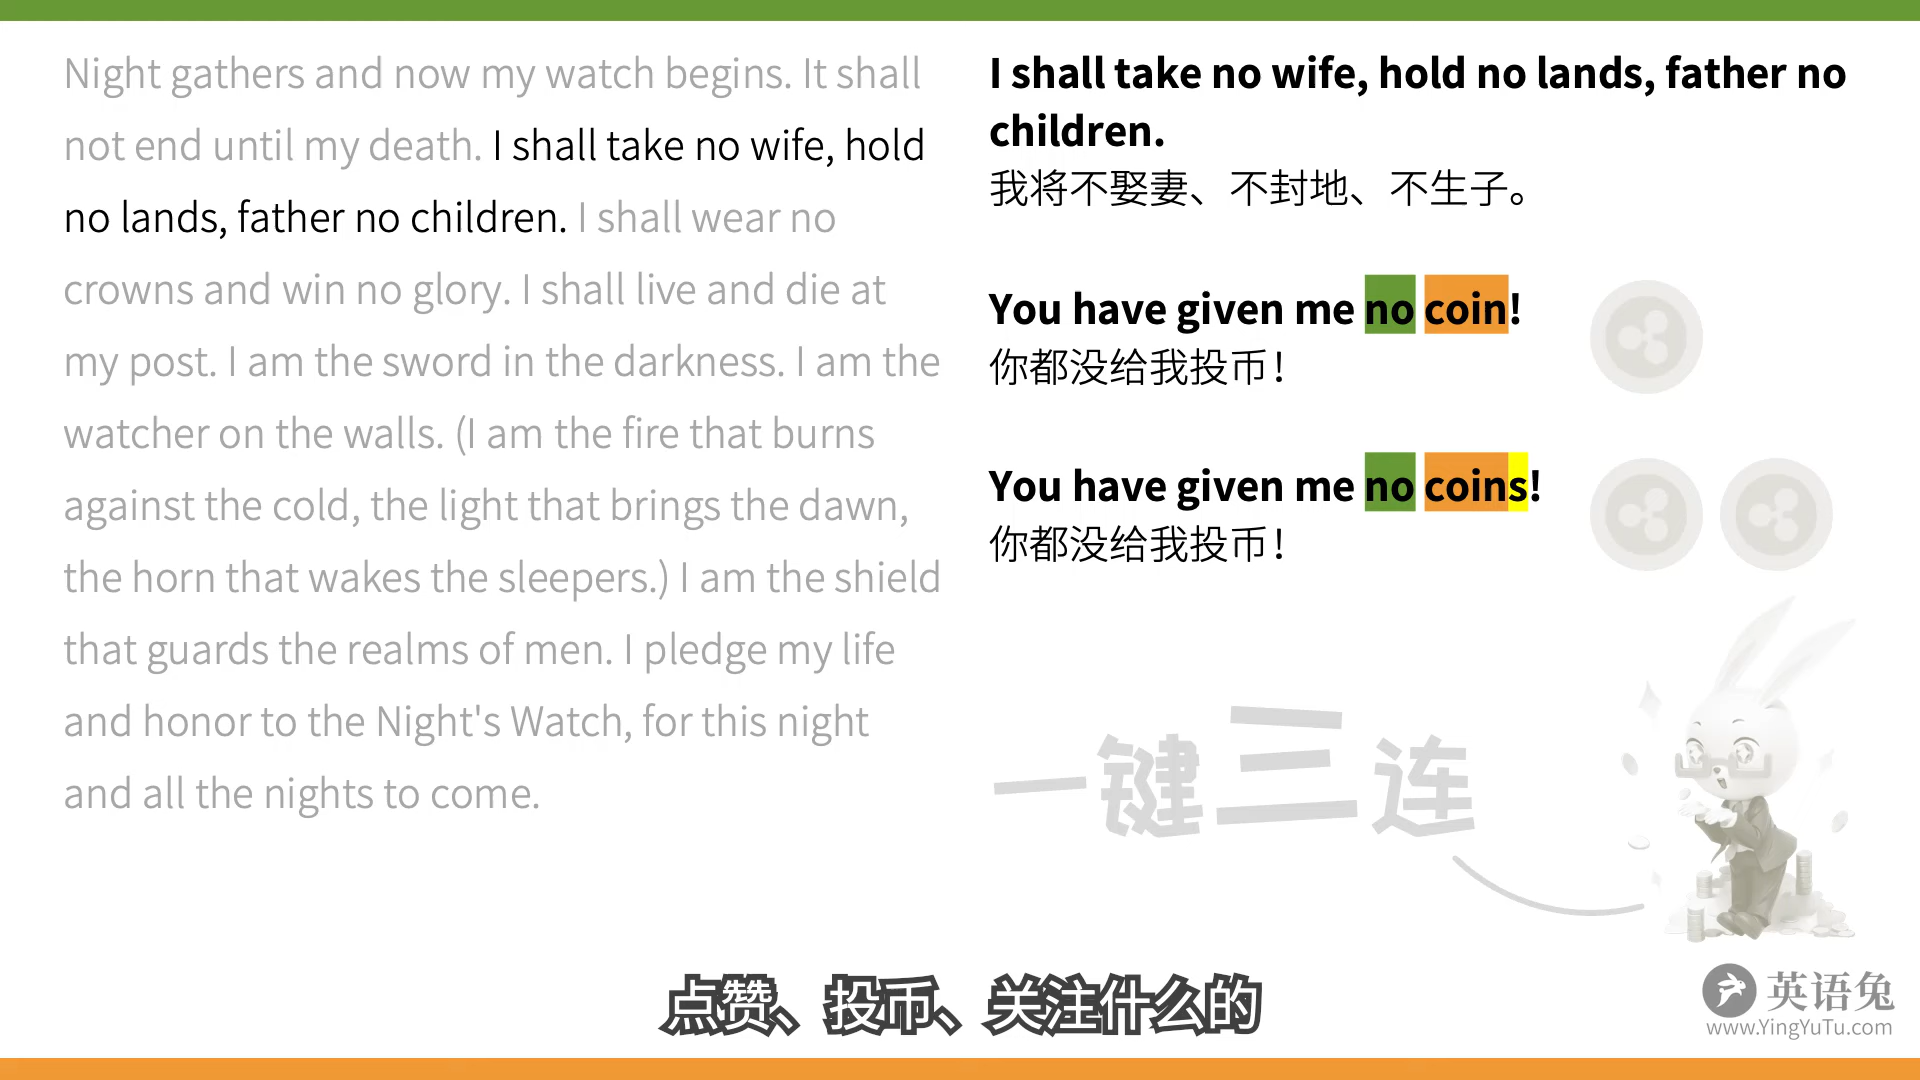 Night gathers and now my watch begins. It shall
not end until my death. I shall take no wife, hold
no lands, father no children. I shall wear no
crowns and win no glory. I shall live and die at
my post. I am the sword in the darkness. I am the
watcher on the walls. (I am the fire that burns
against the cold, the light that brings the dawn,
the horn that wakes the sleepers.) I am the shield
that guards the realms of men. I pledge my life
and honor to the Night's Watch, for this night
and all the nights to come.
I shall take no wife, hold no lands, father no
children.
我将不娶妻、不封地、不生子。
You have given me no coin!
你都没给我投币！
You have given me no coins!
你都没给我投币！
一键三连
点赞、投币、关注什么的
英语兔
www.YingYuTu.com